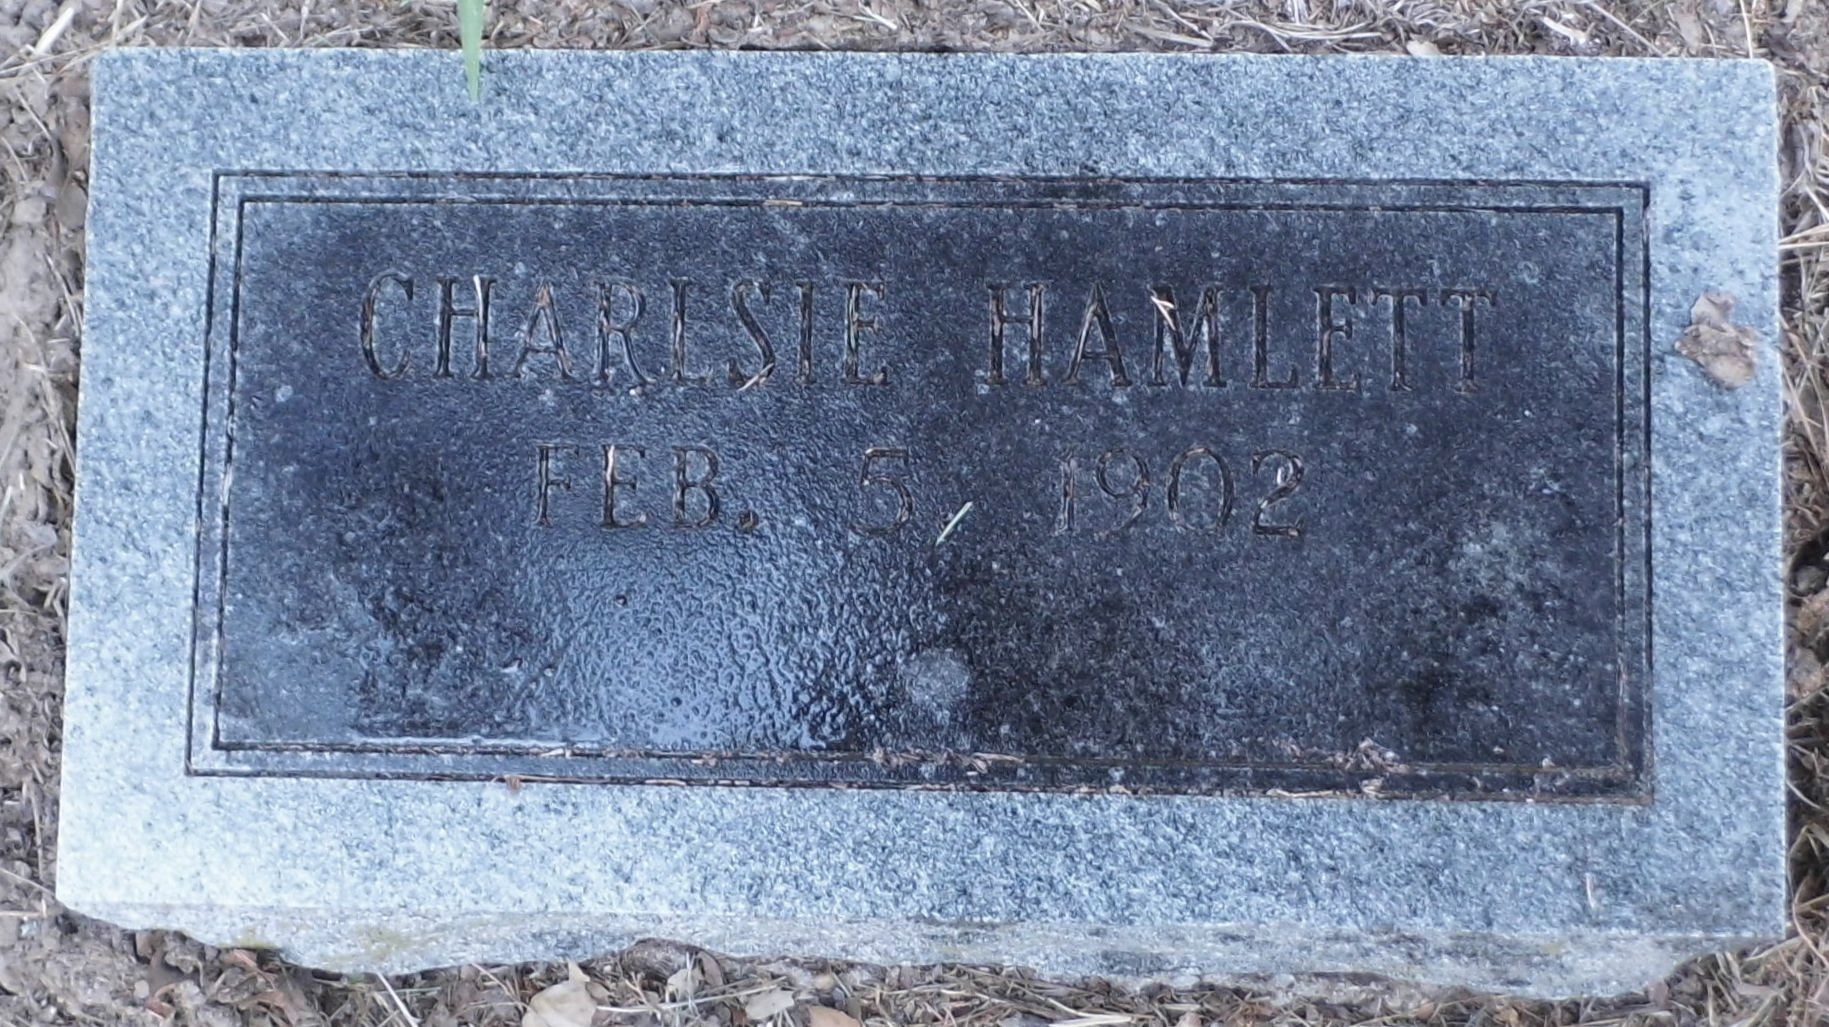 CHARLSIE HAMLETT
FEB. 5, 1902